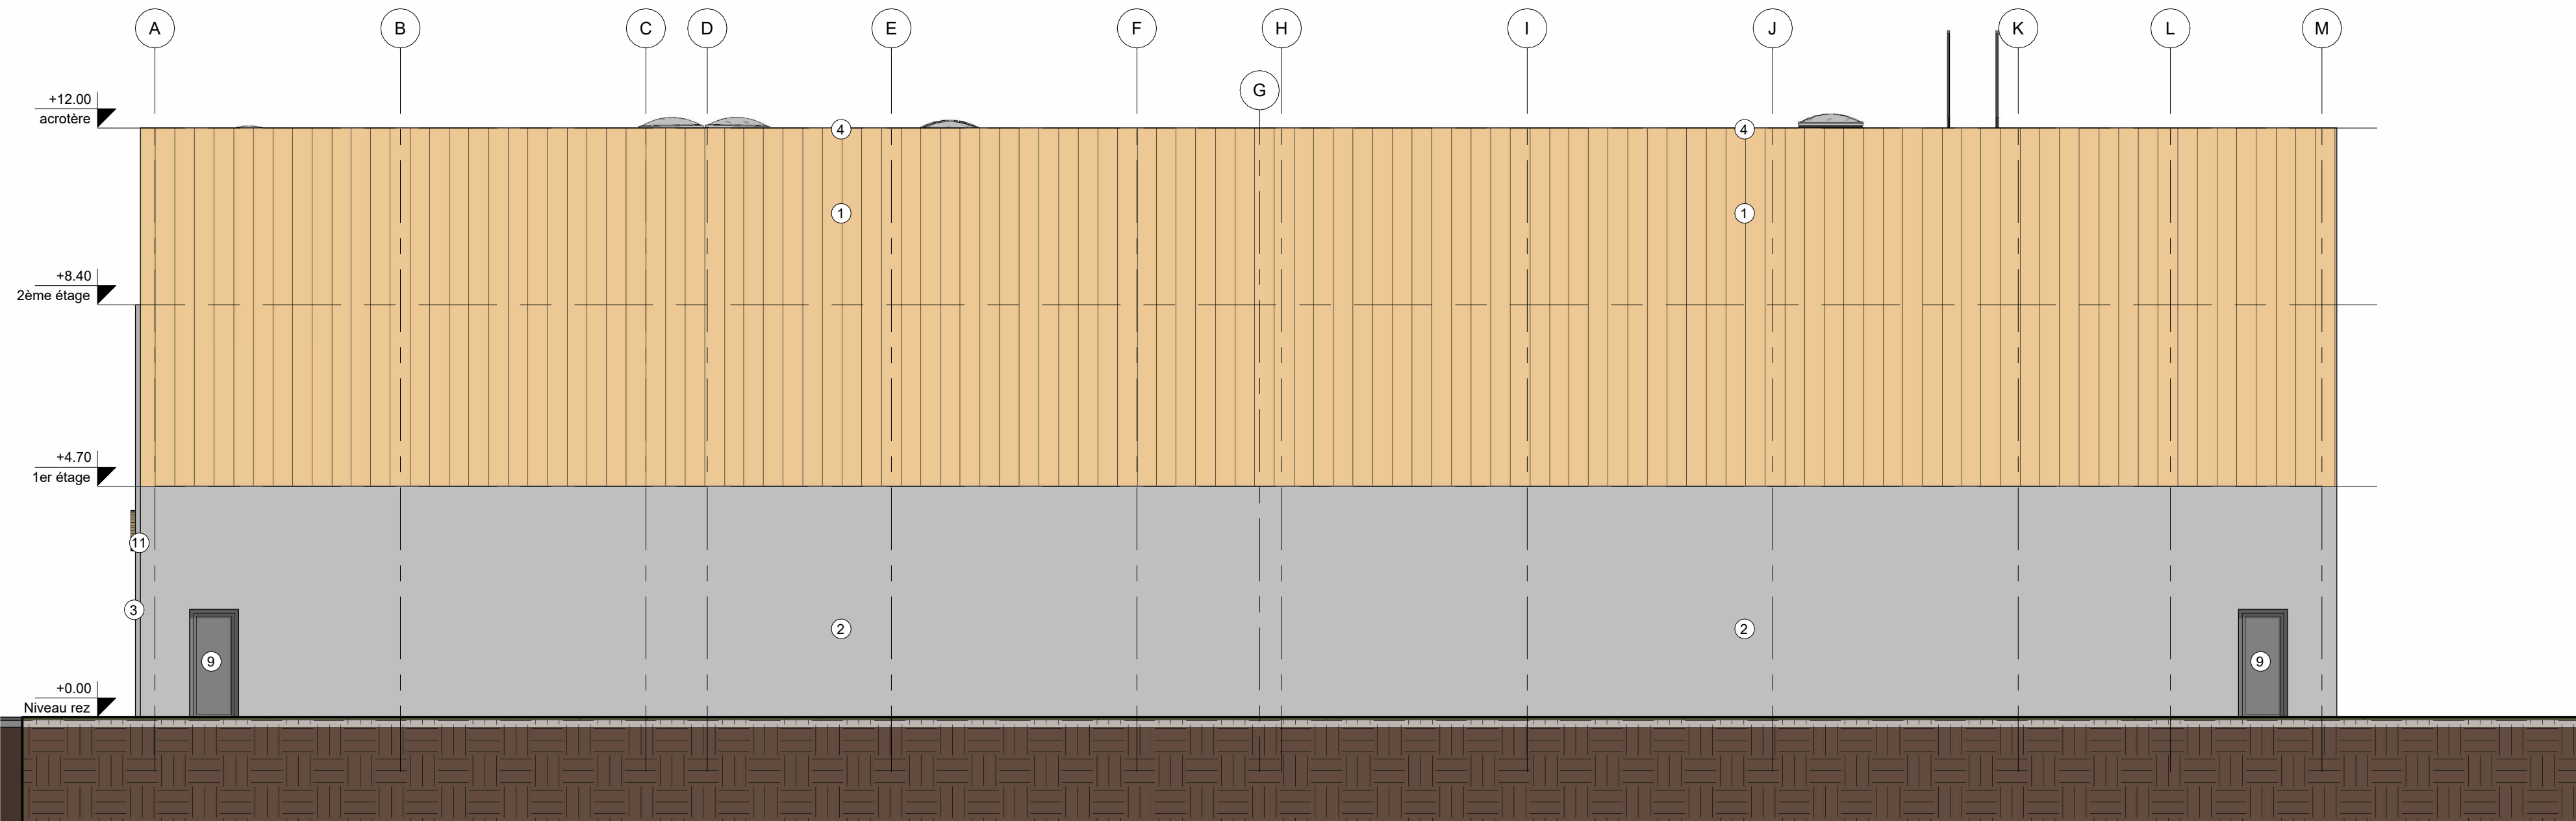 A B C D E F H I J K L M
G
+12.00
acrotère
4 4
1 1
+8.40
2ème étage
+4.70
1er étage
11
3
2 2
9 9
+0.00
Niveau rez